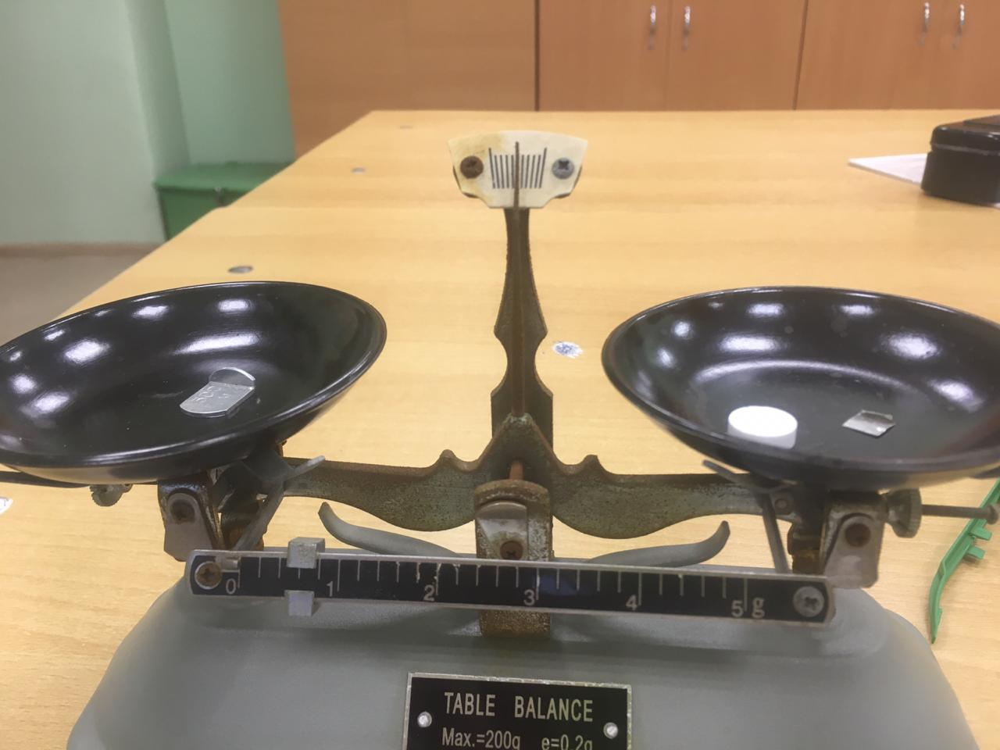 0 1 2 3 4 5 g
TABLE BALANCE
Max.=200g e=0.2g